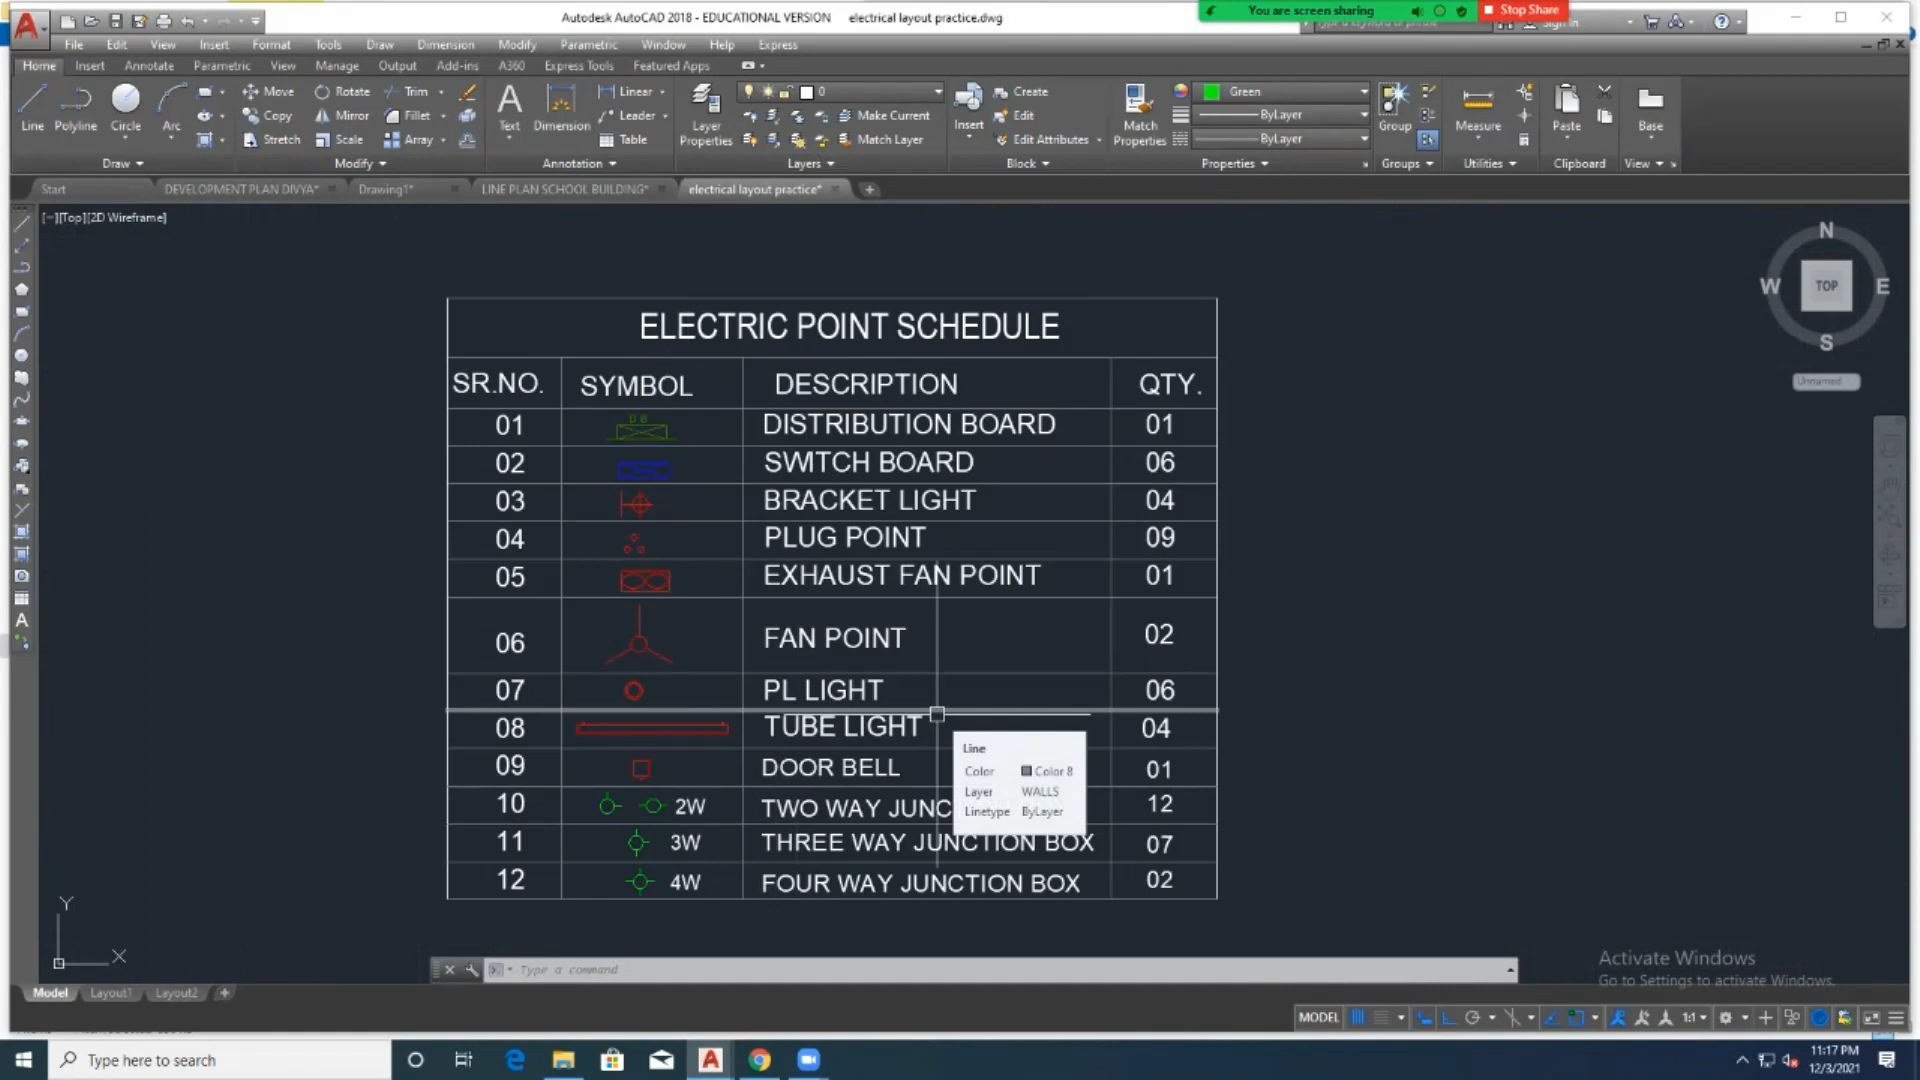 Autodesk AutoCAD 2018 - EDUCATIONAL VERSION electrical layout practice.dwg
You are screen sharing Stop Share
File Edit View Insert Format Tools Draw Dimension Modify Parametric Window Help Express
Home Insert Annotate Parametric View Manage Output Add-ins A360 Express Tools Featured Apps
Line Polyline Circle Arc
Move Rotate Trim
Copy Mirror Fillet
Stretch Scale Array
Text Dimension
Linear
Leader
Table
Layer Properties
0
Make Current
Match Layer
Insert
Create
Edit
Edit Attributes
Match Properties
Green
ByLayer
ByLayer
Group Measure Paste Base
Draw Modify Annotation Layers Block Properties Groups Utilities Clipboard View
Start DEVELOPMENT PLAN DIVYA* Drawing1* LINE PLAN SCHOOL BUILDING* electrical layout practice*
[−][Top][2D Wireframe]
N
W TOP E
S
Unnamed
ELECTRIC POINT SCHEDULE
SR.NO. SYMBOL DESCRIPTION QTY.
01 D B DISTRIBUTION BOARD 01
02 SWITCH BOARD 06
03 BRACKET LIGHT 04
04 PLUG POINT 09
05 EXHAUST FAN POINT 01
06 FAN POINT 02
07 PL LIGHT 06
08 TUBE LIGHT 04
09 DOOR BELL 01
10 2W TWO WAY JUNC 12
11 3W THREE WAY JUNCTION BOX 07
12 4W FOUR WAY JUNCTION BOX 02
Line
Color Color 8
Layer WALLS
Linetype ByLayer
Y
X
Type a command
Activate Windows
Go to Settings to activate Windows.
Model Layout1 Layout2
MODEL 1:1
Type here to search
11:17 PM
12/3/2021